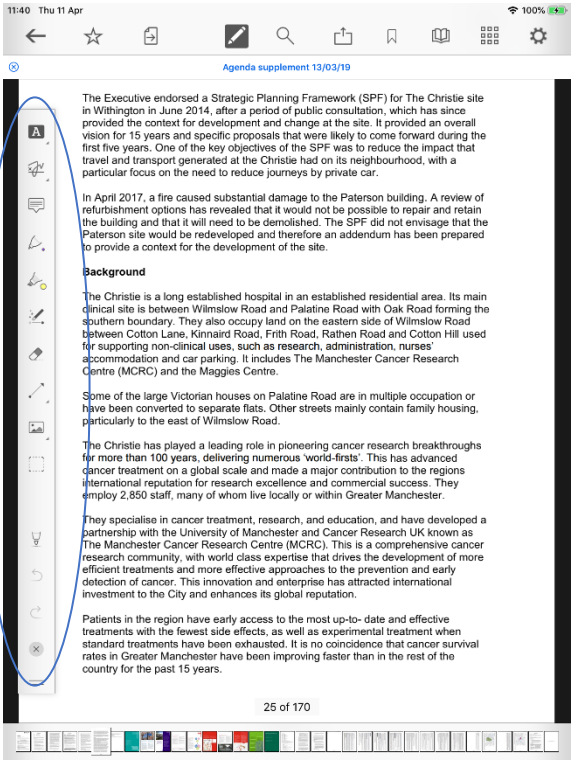 11:40 Thu 11 Apr
100%
Agenda supplement 13/03/19
The Executive endorsed a Strategic Planning Framework (SPF) for The Christie site
in Withington in June 2014, after a period of public consultation, which has since
provided the context for development and change at the site. It provided an overall
vision for 15 years and specific proposals that were likely to come forward during the
first five years. One of the key objectives of the SPF was to reduce the impact that
travel and transport generated at the Christie had on its neighbourhood, with a
particular focus on the need to reduce journeys by private car.
In April 2017, a fire caused substantial damage to the Paterson building. A review of
refurbishment options has revealed that it would not be possible to repair and retain
the building and that it will need to be demolished. The SPF did not envisage that the
Paterson site would be redeveloped and therefore an addendum has been prepared
to provide a context for the development of the site.
Background
The Christie is a long established hospital in an established residential area. Its main
clinical site is between Wilmslow Road and Palatine Road with Oak Road forming the
southern boundary. They also occupy land on the eastern side of Wilmslow Road
between Cotton Lane, Kinnaird Road, Frith Road, Rathen Road and Cotton Hill used
for supporting non-clinical uses, such as research, administration, nurses'
accommodation and car parking. It includes The Manchester Cancer Research
Centre (MCRC) and the Maggies Centre.
Some of the large Victorian houses on Palatine Road are in multiple occupation or
have been converted to separate flats. Other streets mainly contain family housing,
particularly to the east of Wilmslow Road.
The Christie has played a leading role in pioneering cancer research breakthroughs
for more than 100 years, delivering numerous 'world-firsts'. This has advanced
cancer treatment on a global scale and made a major contribution to the regions
international reputation for research excellence and commercial success. They
employ 2,850 staff, many of whom live locally or within Greater Manchester.
They specialise in cancer treatment, research, and education, and have developed a
partnership with the University of Manchester and Cancer Research UK known as
The Manchester Cancer Research Centre (MCRC). This is a comprehensive cancer
research community, with world class expertise that drives the development of more
efficient treatments and more effective approaches to the prevention and early
detection of cancer. This innovation and enterprise has attracted international
investment to the City and enhances its global reputation.
Patients in the region have early access to the most up-to- date and effective
treatments with the fewest side effects, as well as experimental treatment when
standard treatments have been exhausted. It is no coincidence that cancer survival
rates in Greater Manchester have been improving faster than in the rest of the
country for the past 15 years.
25 of 170